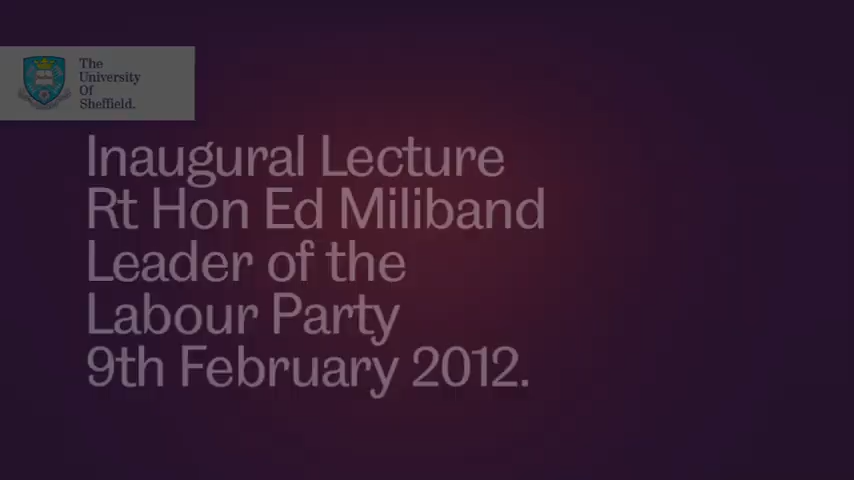 The
University
Of
Sheffield.
Inaugural Lecture
Rt Hon Ed Miliband
Leader of the
Labour Party
9th February 2012.